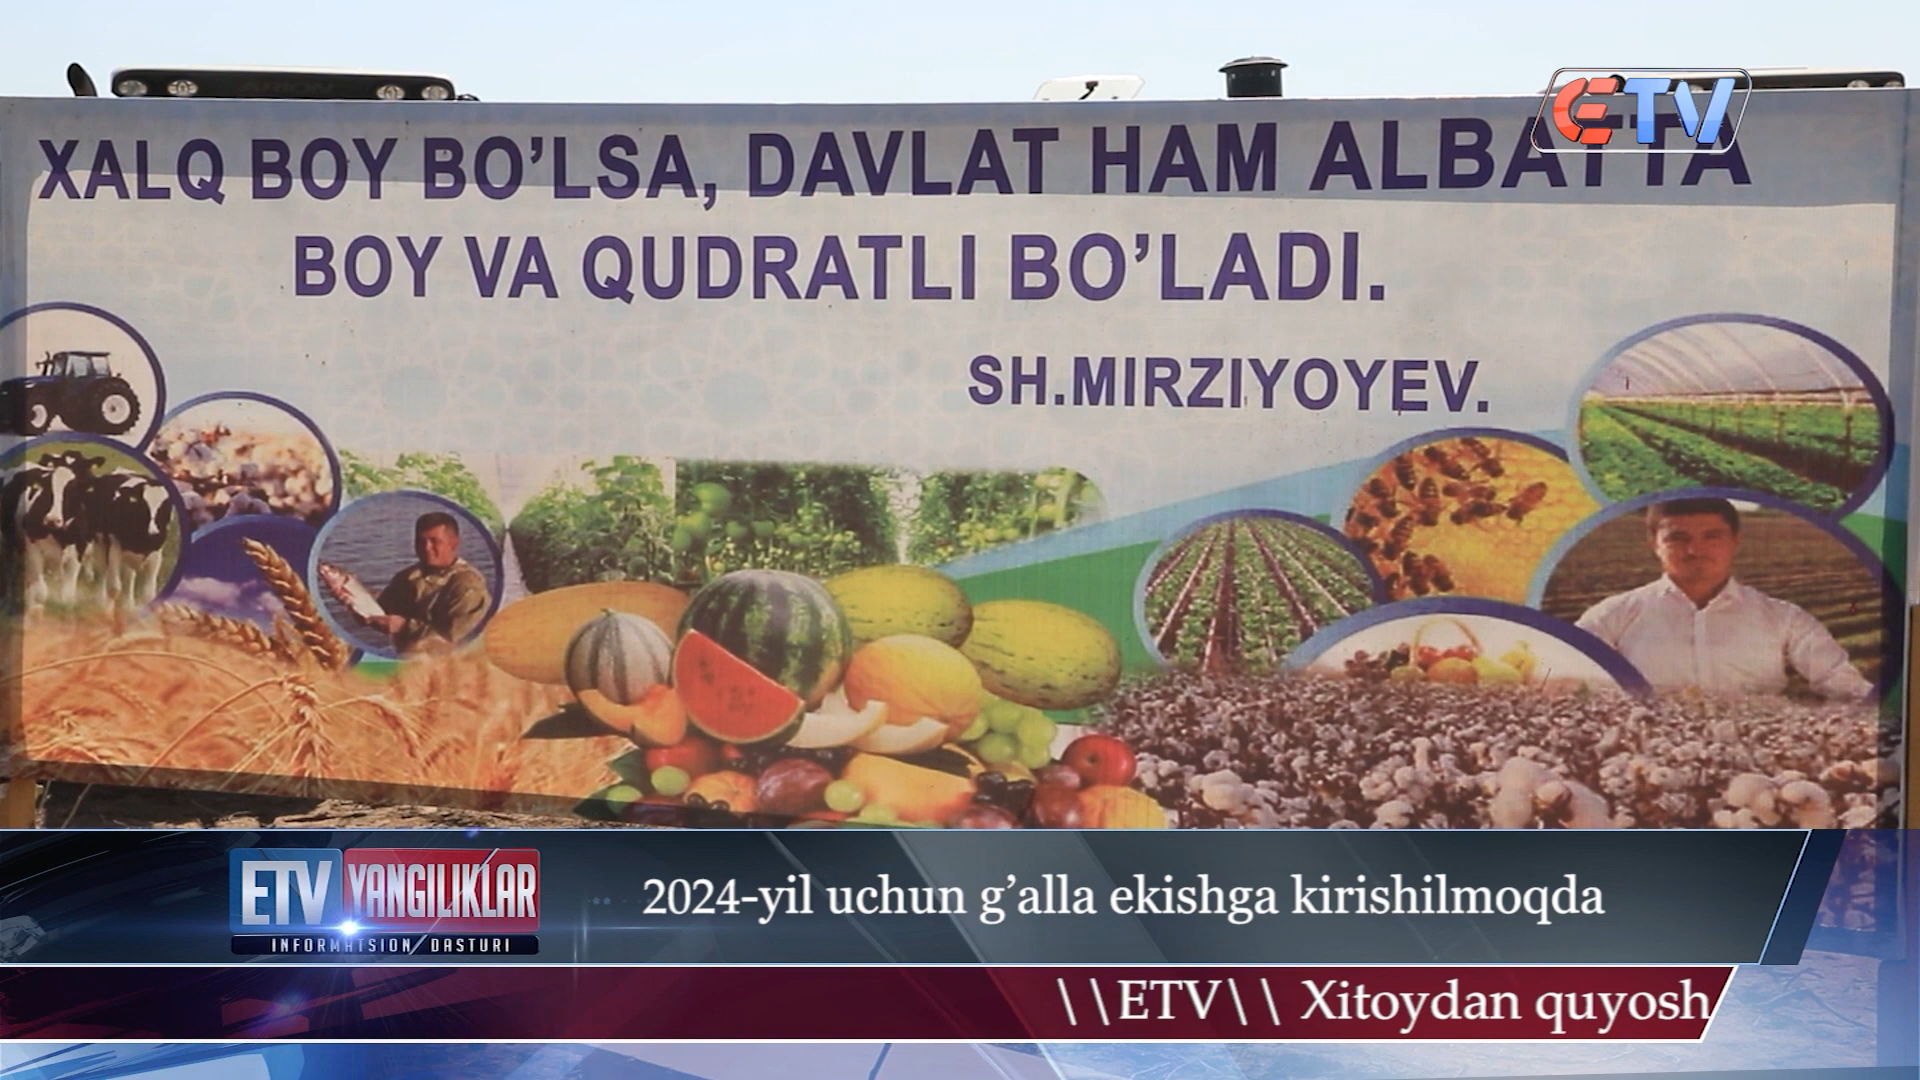 ARION
ETV
XALQ BOY BO’LSA, DAVLAT HAM ALBATTA
BOY VA QUDRATLI BO’LADI.
SH.MIRZIYOYEV.
ETV YANGILIKLAR
INFORMATSION DASTURI
2024-yil uchun g’alla ekishga kirishilmoqda
\\ETV\\ Xitoydan quyosh